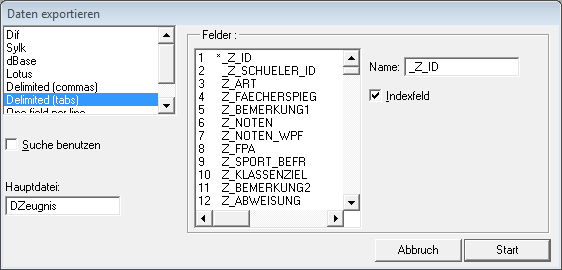 Daten exportieren
Dif
Sylk
dBase
Lotus
Delimited (commas)
Delimited (tabs)
One field per line
Suche benutzen
Hauptdatei:
DZeugnis
Felder :
1 *_Z_ID
2 _Z_SCHUELER_ID
3 Z_ART
4 Z_FAECHERSPIEG
5 Z_BEMERKUNG1
6 Z_NOTEN
7 Z_NOTEN_WPF
8 Z_FPA
9 Z_SPORT_BEFR
10 Z_KLASSENZIEL
11 Z_BEMERKUNG2
12 Z_ABWEISUNG
Name: _Z_ID
Indexfeld
Abbruch
Start